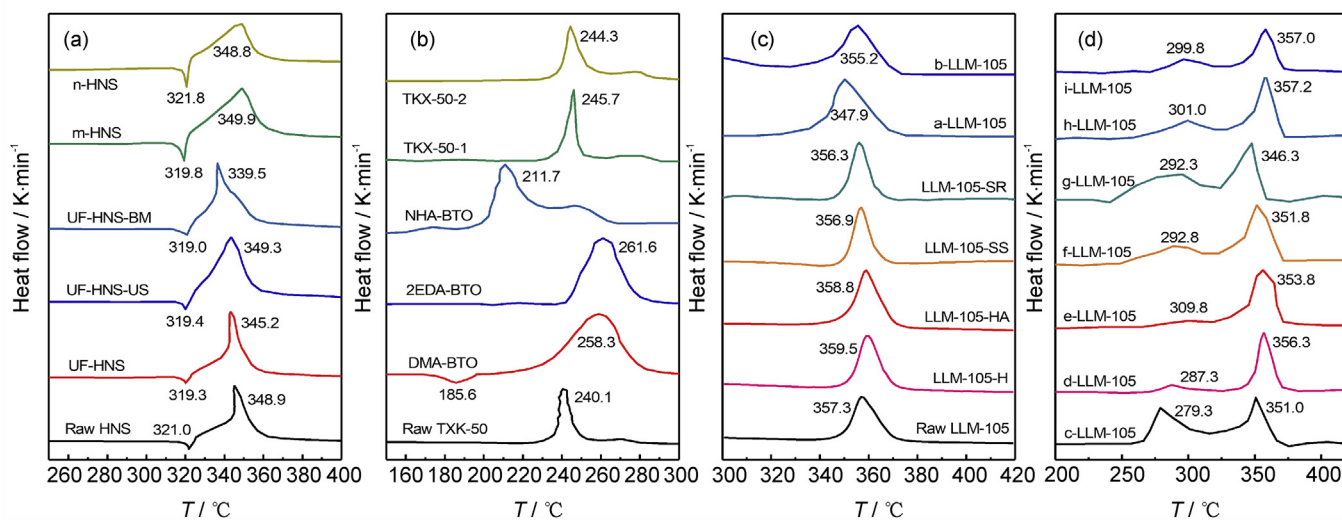 (a)
348.8
n-HNS
321.8
m-HNS
349.9
319.8
339.5
UF-HNS-BM
319.0
349.3
UF-HNS-US
319.4
345.2
UF-HNS
319.3
348.9
321.0
Raw HNS
250 280 300 320 340 360 380 400
T / ℃
Heat flow / K·min⁻¹
(b)
244.3
TKX-50-2
245.7
TKX-50-1
211.7
NHA-BTO
261.6
2EDA-BTO
258.3
DMA-BTO
185.6
240.1
Raw TXK-50
160 180 200 220 240 260 280 300
T / ℃
Heat flow / K·min⁻¹
(c)
355.2
b-LLM-105
347.9
a-LLM-105
356.3
LLM-105-SR
356.9
LLM-105-SS
358.8
LLM-105-HA
359.5
LLM-105-H
357.3
Raw LLM-105
300 320 340 360 380 400 420
T / ℃
Heat flow / K·min⁻¹
(d)
299.8
357.0
i-LLM-105
357.2
301.0
h-LLM-105
292.3
346.3
g-LLM-105
292.8
351.8
f-LLM-105
353.8
309.8
e-LLM-105
356.3
287.3
d-LLM-105
279.3
351.0
c-LLM-105
200 250 300 350 400
T / ℃
Heat flow / K·min⁻¹